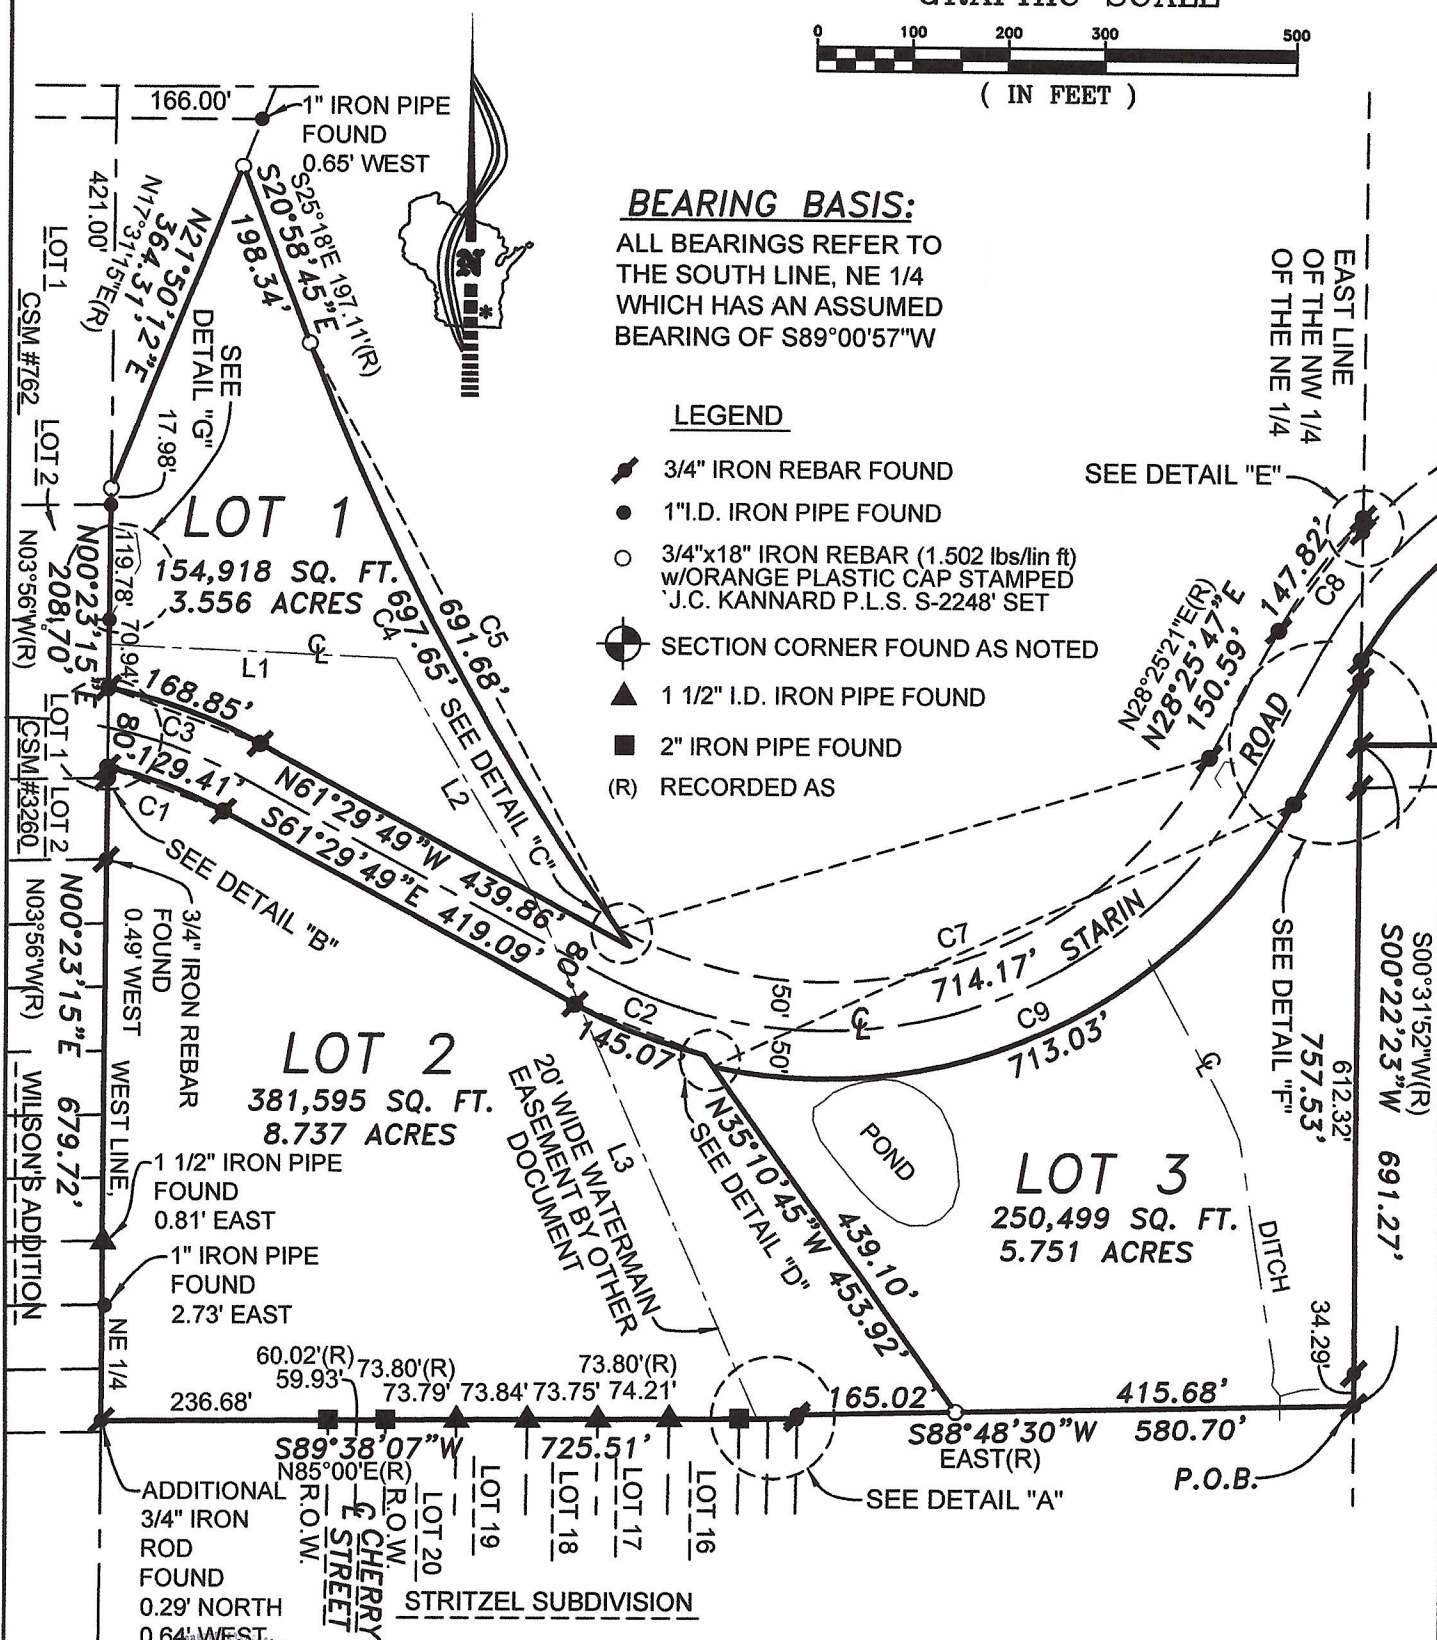 GRAPHIC SCALE
0 100 200 300 500
( IN FEET )
166.00'
1" IRON PIPE
FOUND
0.65' WEST
421.00'
N17°31'15"E(R)
364.31'
N21°50'12"E
S20°58'45"E
198.34'
S25°18'E 197.11'(R)
LOT 1
CSM #762
LOT 2
SEE
DETAIL "G"
17.98'
BEARING BASIS:
ALL BEARINGS REFER TO
THE SOUTH LINE, NE 1/4
WHICH HAS AN ASSUMED
BEARING OF S89°00'57"W
EAST LINE
OF THE NW 1/4
OF THE NE 1/4
LEGEND
3/4" IRON REBAR FOUND
1"I.D. IRON PIPE FOUND
3/4"x18" IRON REBAR (1.502 lbs/lin ft)
w/ORANGE PLASTIC CAP STAMPED
'J.C. KANNARD P.L.S. S-2248' SET
SECTION CORNER FOUND AS NOTED
1 1/2" I.D. IRON PIPE FOUND
2" IRON PIPE FOUND
(R) RECORDED AS
SEE DETAIL "E"
147.82'
C8
N28°25'21"E(R)
N28°25'47"E
150.59'
ROAD
LOT 1
154,918 SQ. FT.
3.556 ACRES
119.78'
70.94'
N00°23'15"E
208.70'
N03°56'W(R)
697.65'
691.68'
C4
C5
L1
℄
L2
SEE DETAIL "C"
168.85'
C3
80'
129.41'
C1
N61°29'49"W 439.86'
S61°29'49"E 419.09'
80'
LOT 1
CSM #3260
LOT 2
SEE DETAIL "B"
3/4" IRON REBAR
FOUND
0.49' WEST
N03°56'W(R)
N00°23'15"E 679.72'
WILSON'S ADDITION
WEST LINE,
NE 1/4
C7
714.17' STARIN
C9
713.03'
50'
℄
50'
C2
145.07'
LOT 2
381,595 SQ. FT.
8.737 ACRES
20' WIDE WATERMAIN
EASEMENT BY OTHER
DOCUMENT
L3
N35°10'45"W 453.92'
439.10'
SEE DETAIL "D"
POND
LOT 3
250,499 SQ. FT.
5.751 ACRES
℄
DITCH
SEE DETAIL "F"
757.53'
612.32'
S00°31'52"W(R)
S00°22'23"W 691.27'
34.29'
1 1/2" IRON PIPE
FOUND
0.81' EAST
1" IRON PIPE
FOUND
2.73' EAST
60.02'(R) 73.80'(R) 73.80'(R)
59.93' 73.79' 73.84' 73.75' 74.21'
236.68'
165.02'
415.68'
S89°38'07"W 725.51'
N85°00'E(R)
S88°48'30"W 580.70'
EAST(R)
P.O.B.
SEE DETAIL "A"
ADDITIONAL
3/4" IRON
ROD
FOUND
0.29' NORTH
0.64' WEST
R.O.W.
℄ CHERRY
STREET
R.O.W.
LOT 20
LOT 19
LOT 18
LOT 17
LOT 16
STRITZEL SUBDIVISION